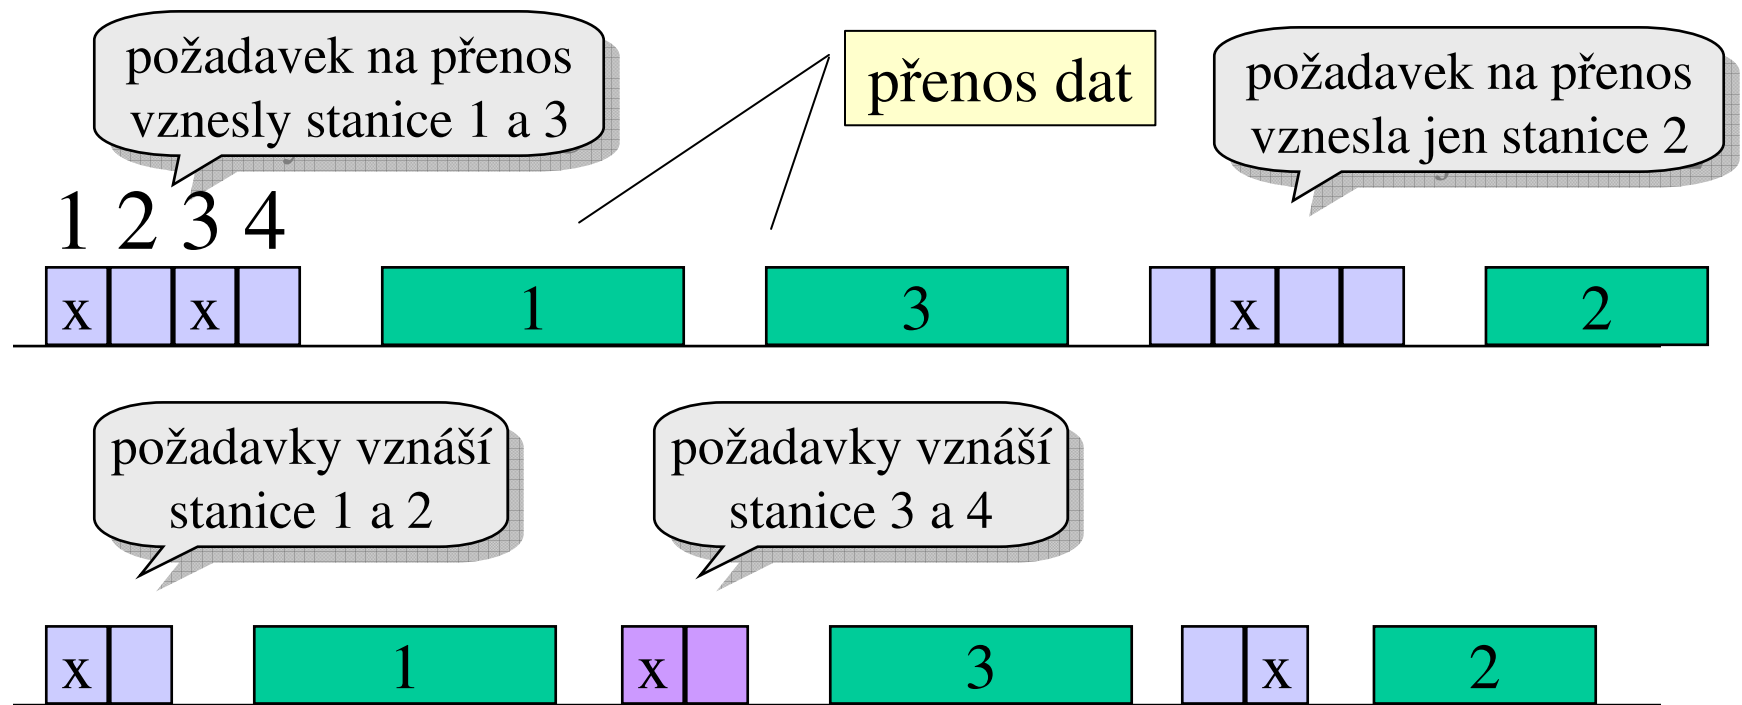 požadavek na přenos
vznesly stanice 1 a 3
přenos dat
požadavek na přenos
vznesla jen stanice 2
1 2 3 4
x x 1 3 x 2
požadavky vznáší
stanice 1 a 2
požadavky vznáší
stanice 3 a 4
x 1 x 3 x 2